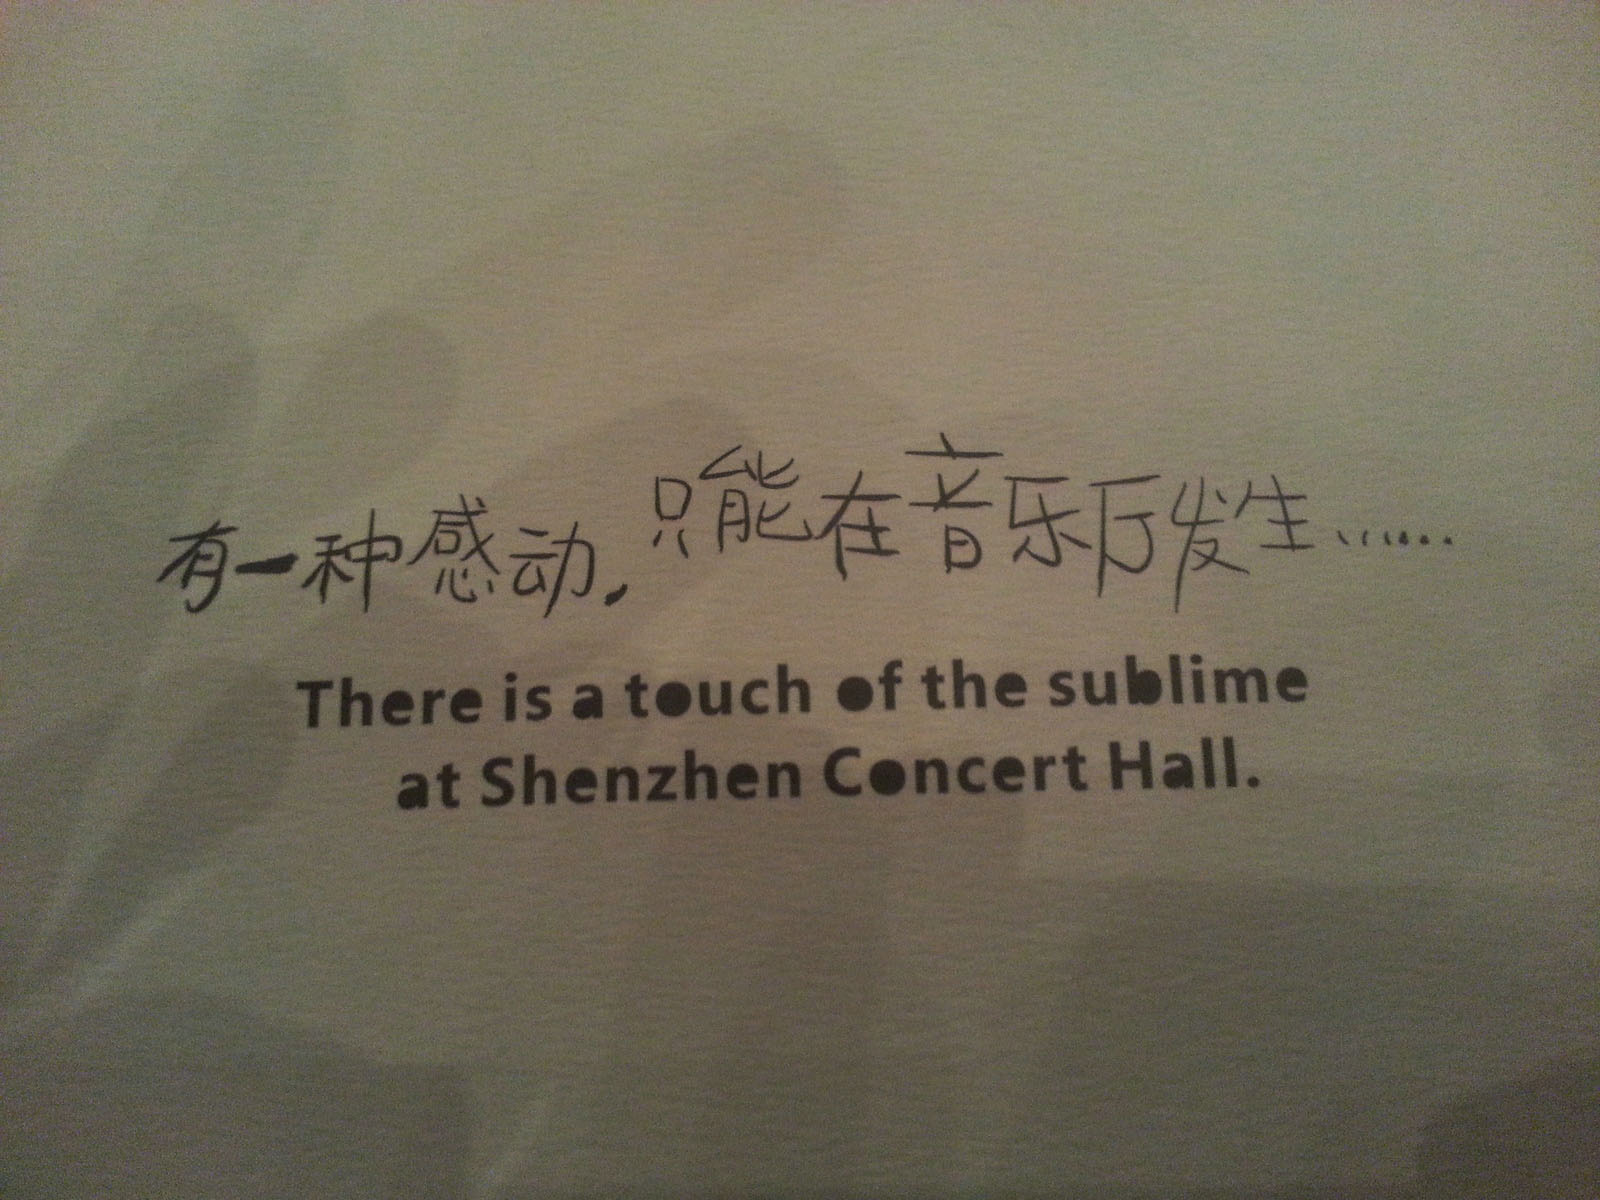 有一种感动，只能在音乐厅发生……
There is a touch of the sublime
at Shenzhen Concert Hall.